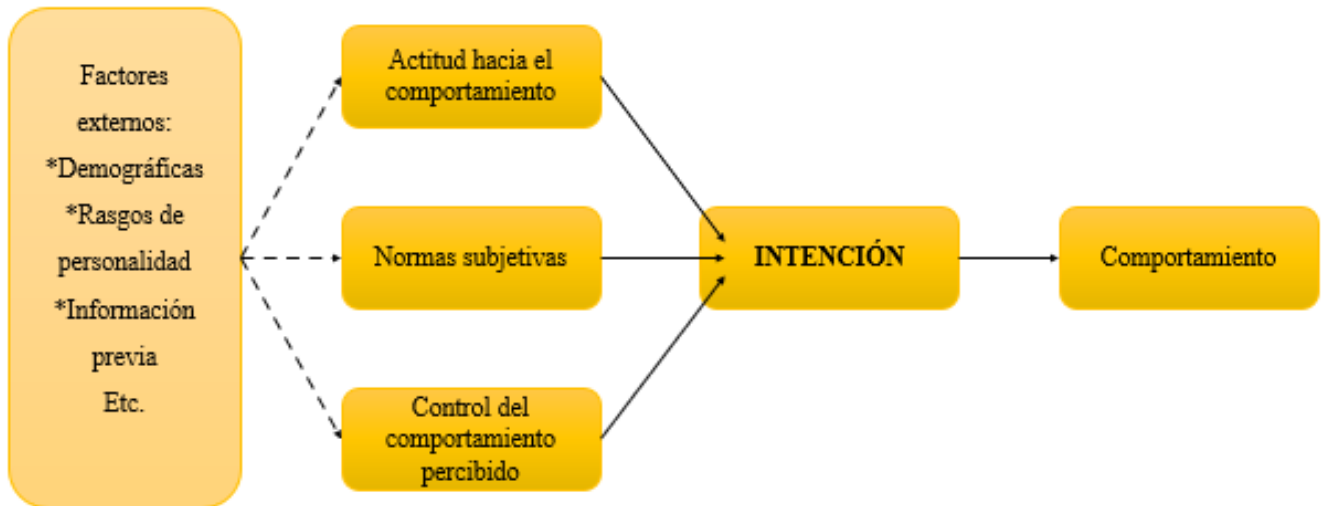 Factores
externos:
*Demográficas
*Rasgos de
personalidad
*Información
previa
Etc.
Actitud hacia el
comportamiento
Normas subjetivas
Control del
comportamiento
percibido
INTENCIÓN
Comportamiento